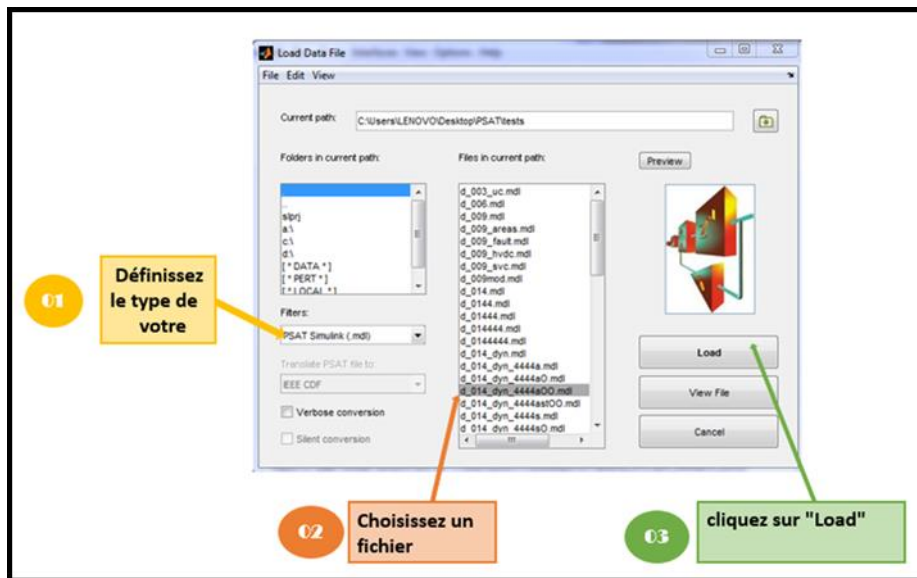 Load Data File
File Edit View
Current path: C:\Users\LENOVO\Desktop\PSAT\tests
Folders in current path:
Files in current path:
Preview
..
slprj
a:\
c:\
d:\
[ * DATA * ]
[ * PERT * ]
[ * LOCAL * ]
d_003_uc.mdl
d_006.mdl
d_009.mdl
d_009_areas.mdl
d_009_fault.mdl
d_009_hvdc.mdl
d_009_svc.mdl
d_009mod.mdl
d_014.mdl
d_0144.mdl
d_01444.mdl
d_014444.mdl
d_0144444.mdl
d_014_dyn.mdl
d_014_dyn_4444a.mdl
d_014_dyn_4444aO.mdl
d_014_dyn_4444aOO.mdl
d_014_dyn_4444astOO.mdl
d_014_dyn_4444s.mdl
d_014_dyn_4444sO.mdl
Filters:
PSAT Simulink (.mdl)
Translate PSAT file to:
IEEE CDF
Verbose conversion
Silent conversion
Load
View File
Cancel
01
Définissez
le type de
votre
02
Choisissez un
fichier
03
cliquez sur "Load"